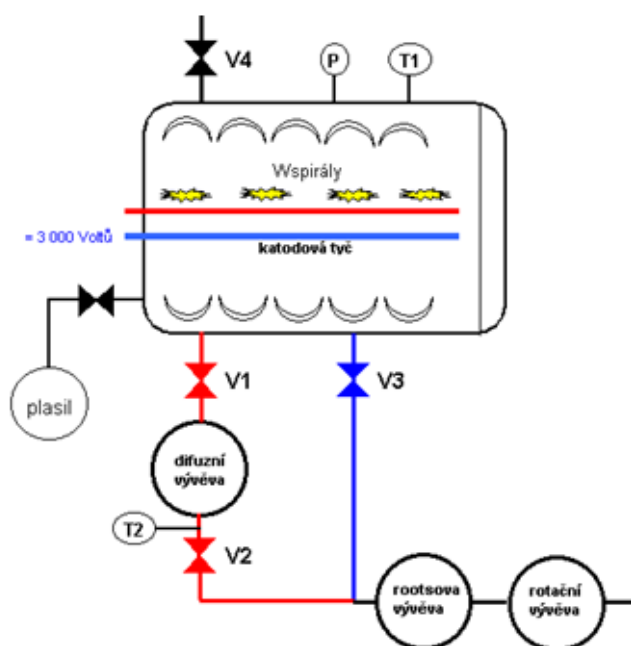 V4
P
T1
Wspirály
= 3 000 Voltů
katodová tyč
plasil
V1
V3
difuzní
vývěva
T2
V2
rootsova
vývěva
rotační
vývěva